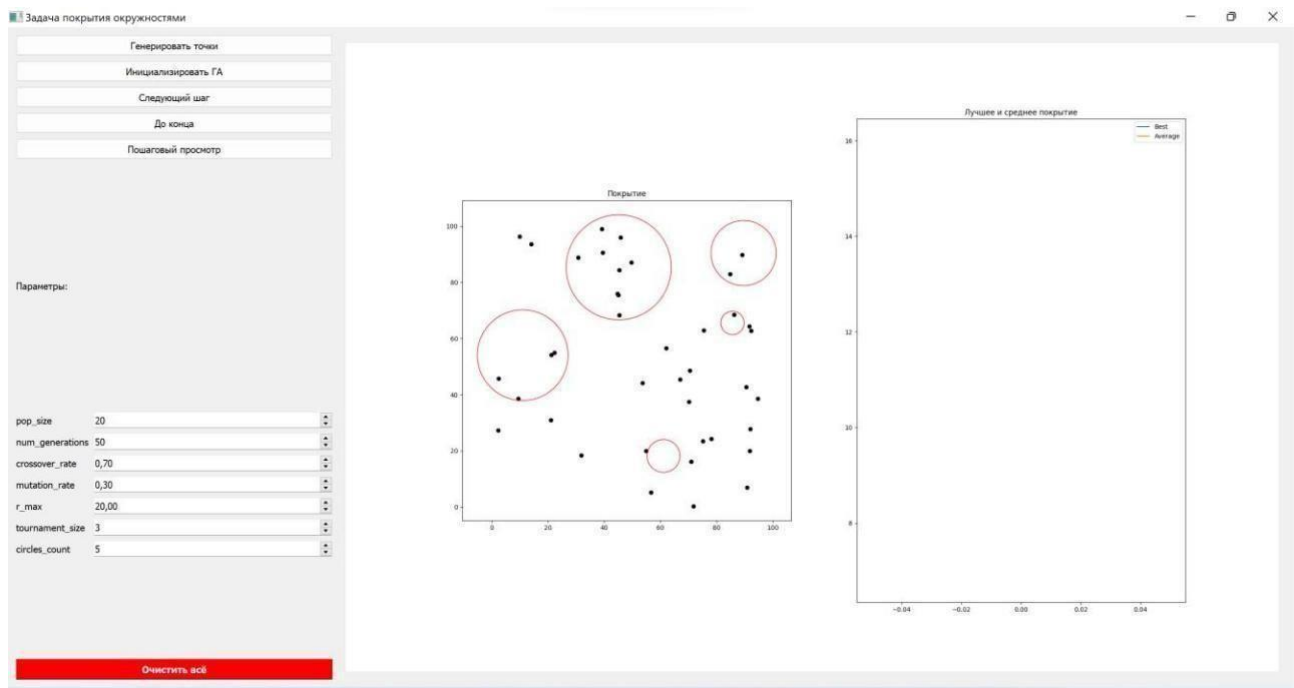 Задача покрытия окружностями
Генерировать точки
Инициализировать ГА
Следующий шаг
До конца
Пошаговый просмотр
Параметры:
pop_size 20
num_generations 50
crossover_rate 0,70
mutation_rate 0,30
r_max 20,00
tournament_size 3
circles_count 5
Очистить всё
Покрытие
100
80
60
40
20
0
0 20 40 60 80 100
Лучшее и среднее покрытие
Best
Average
16
14
12
10
8
−0.04 −0.02 0.00 0.02 0.04